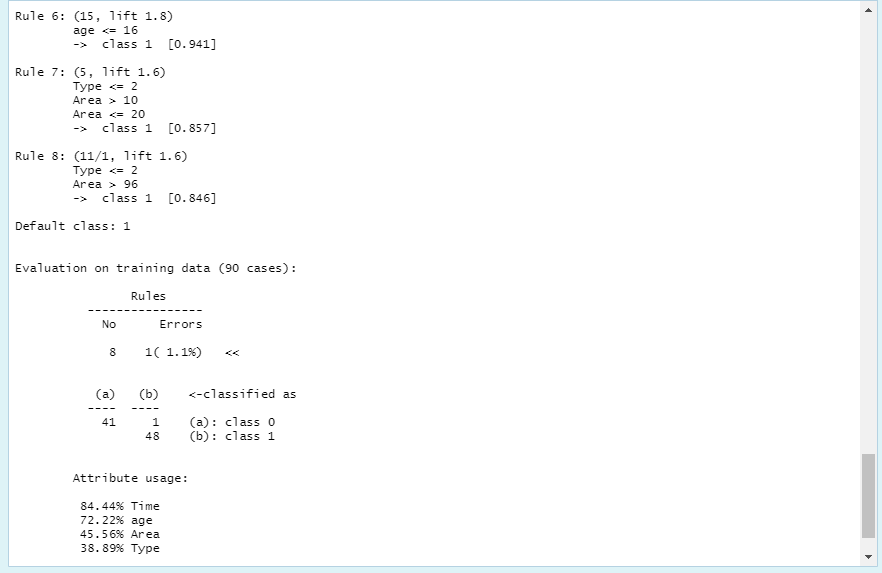 Rule 6: (15, lift 1.8)
age <= 16
-> class 1 [0.941]
Rule 7: (5, lift 1.6)
Type <= 2
Area > 10
Area <= 20
-> class 1 [0.857]
Rule 8: (11/1, lift 1.6)
Type <= 2
Area > 96
-> class 1 [0.846]
Default class: 1
Evaluation on training data (90 cases):
Rules
----------------
No Errors
8 1( 1.1%) <<
(a) (b) <-classified as
---- ----
41 1 (a): class 0
48 (b): class 1
Attribute usage:
84.44% Time
72.22% age
45.56% Area
38.89% Type